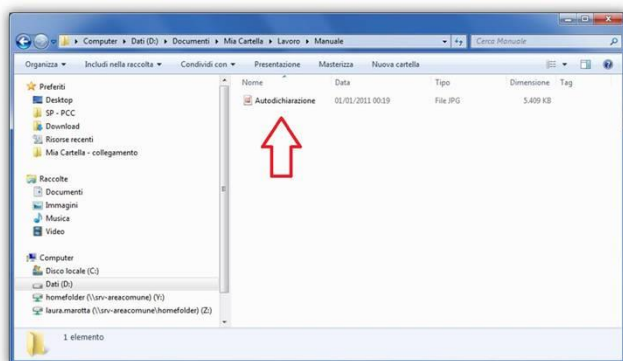 Computer ▸ Dati (D:) ▸ Documenti ▸ Mia Cartella ▸ Lavoro ▸ Manuale
Cerca Manuale
Organizza Includi nella raccolta Condividi con Presentazione Masterizza Nuova cartella
Nome Data Tipo Dimensione Tag
Autodichiarazione 01/01/2011 00:19 File JPG 5.409 KB
Preferiti
Desktop
SP - PCC
Download
Risorse recenti
Mia Cartella - collegamento
Raccolte
Documenti
Immagini
Musica
Video
Computer
Disco locale (C:)
Dati (D:)
homefolder (\\srv-areacomune) (Y:)
laura.marotta (\\srv-areacomune\homefolder) (Z:)
1 elemento